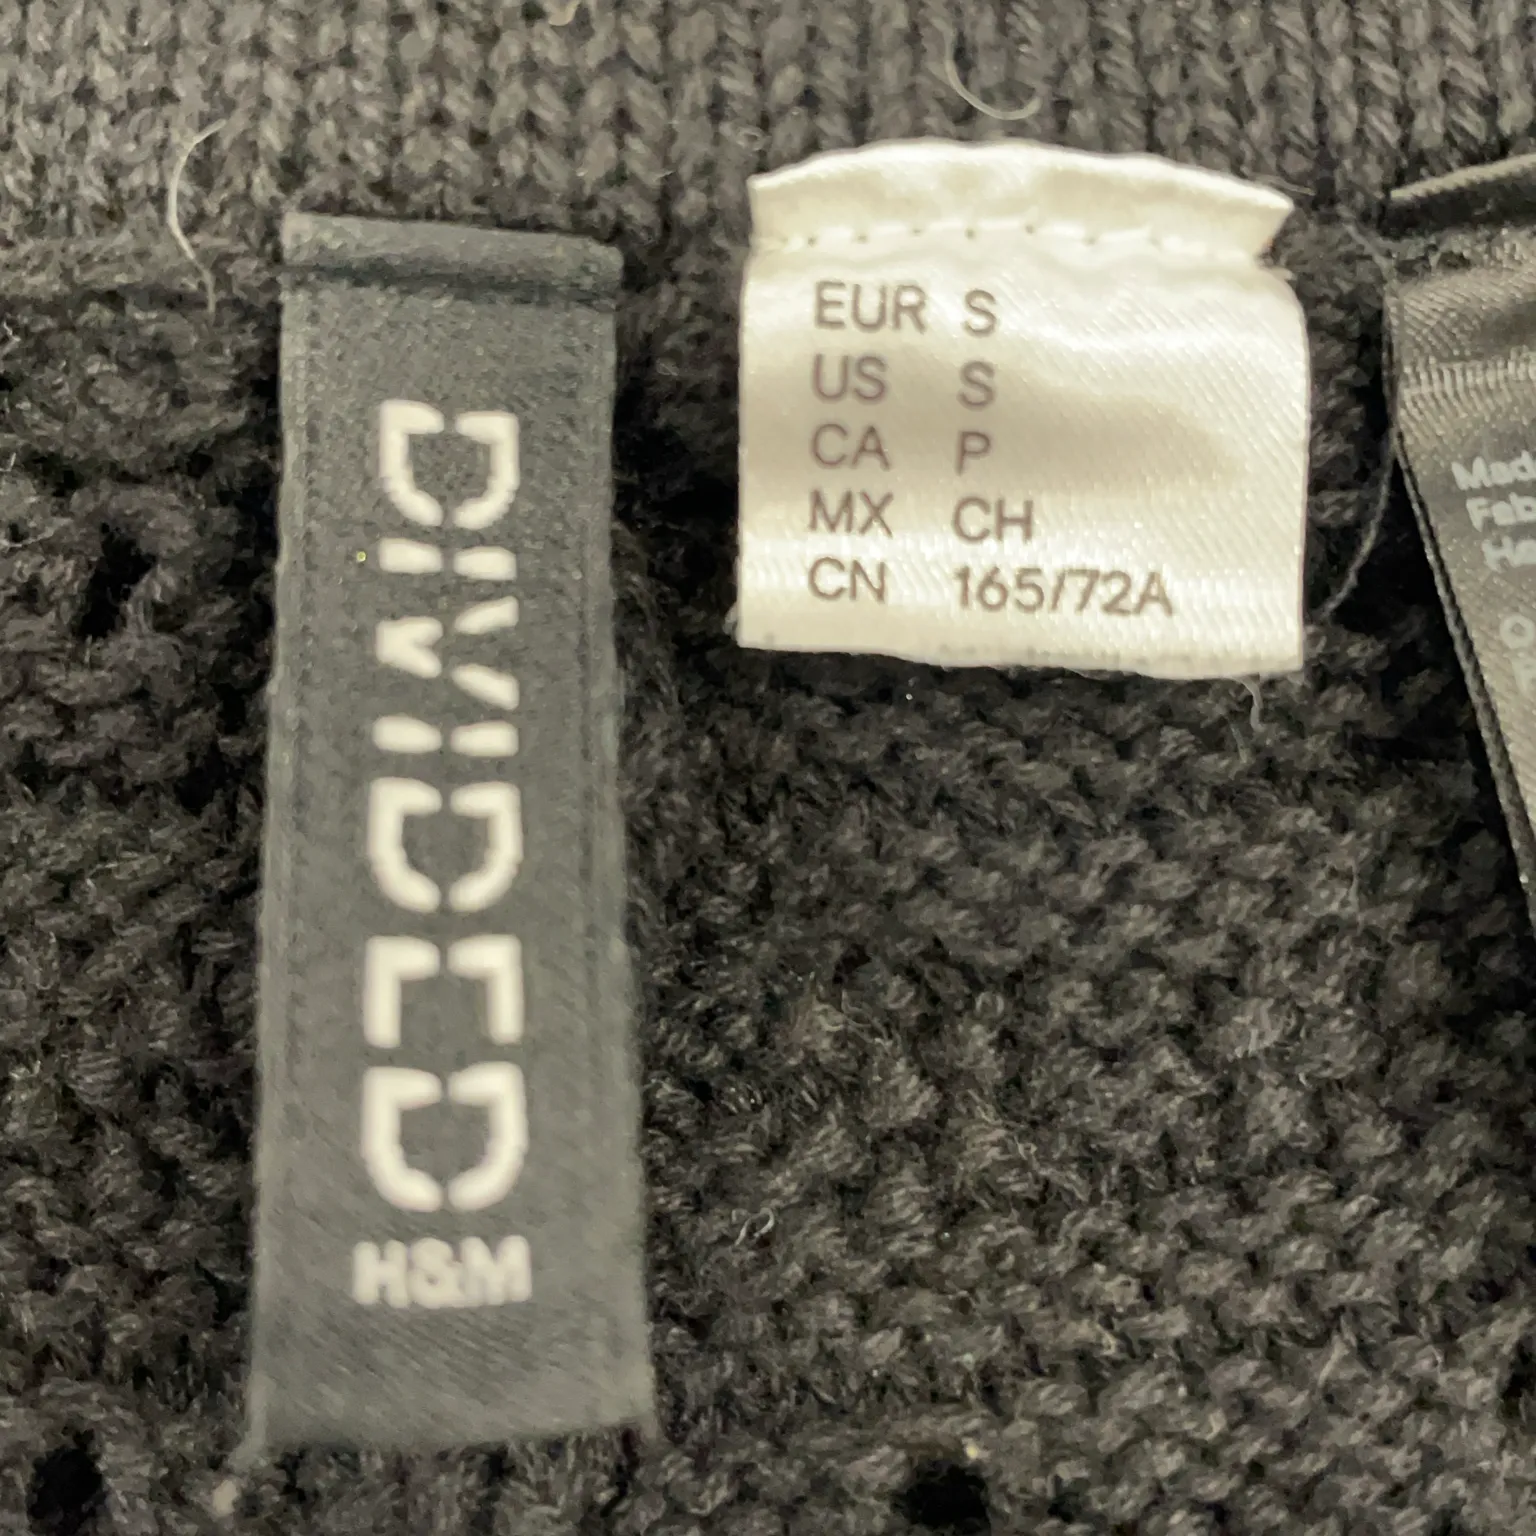 DIVIDED
H&M
EUR S
US S
CA P
MX CH
CN 165/72A